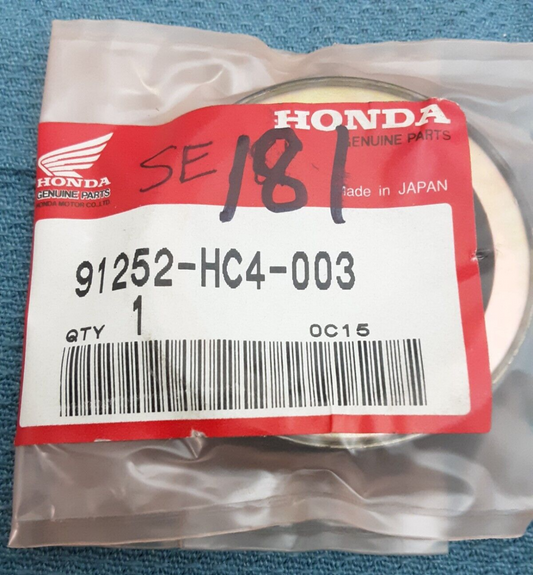 HONDA
GENUINE PARTS
Made in JAPAN
HONDA
GENUINE PARTS
HONDA MOTOR CO.,LTD.
SE 181
91252-HC4-003
QTY 1 0C15